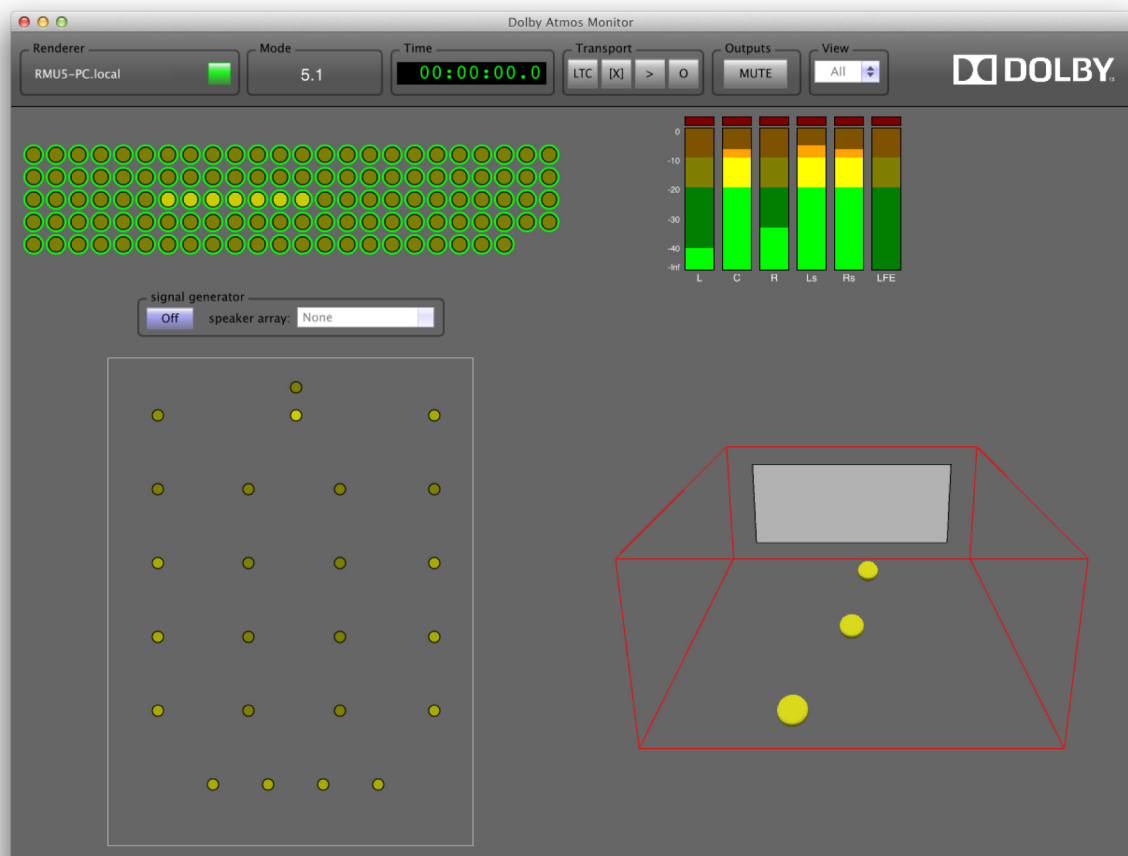 Dolby Atmos Monitor
Renderer
RMU5-PC.local
Mode
5.1
Time
00:00:00.0
Transport
LTC
[X]
>
O
Outputs
MUTE
View
All
DOLBY
0
-10
-20
-30
-40
-Inf
L C R Ls Rs LFE
signal generator
Off
speaker array:
None